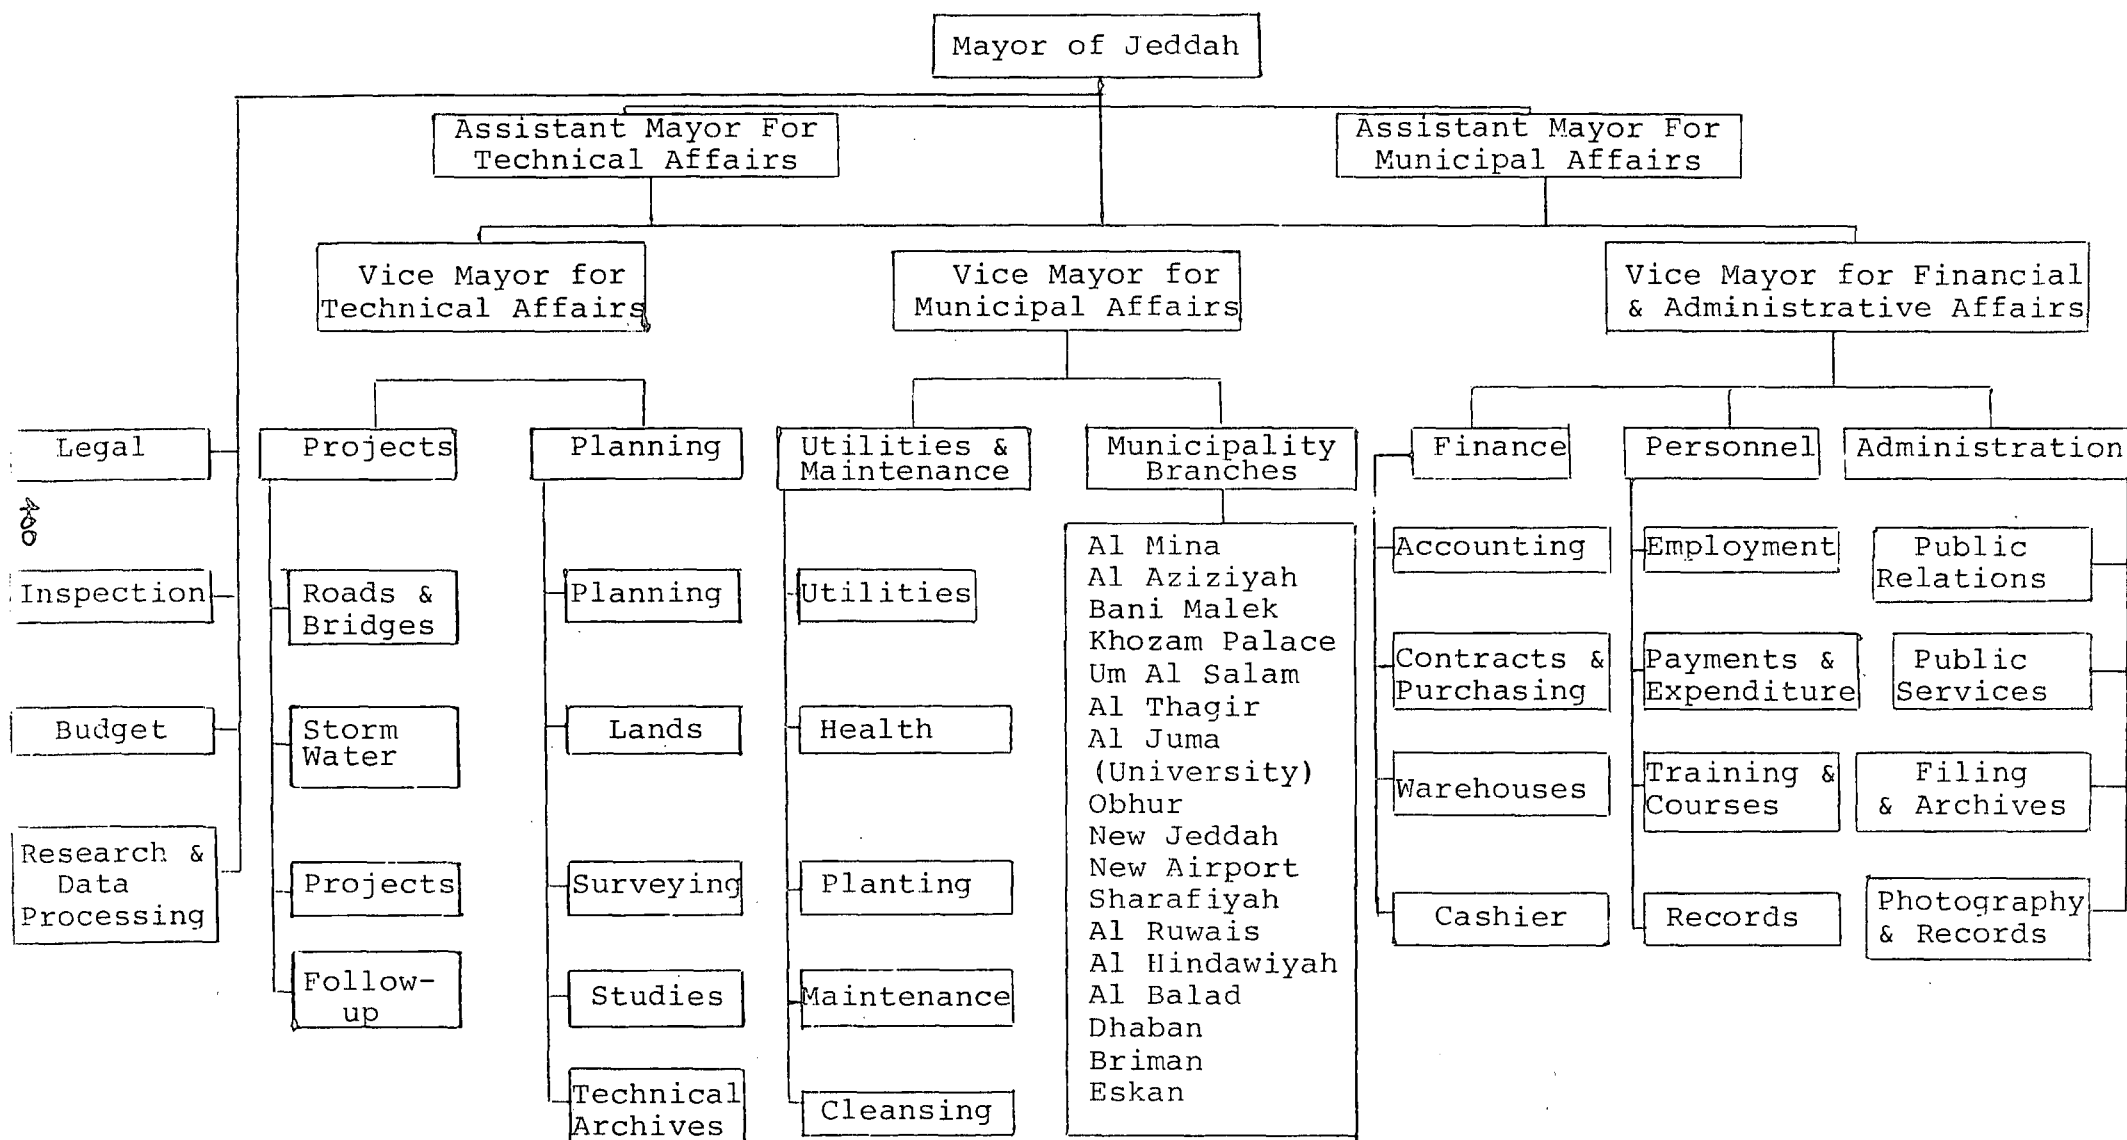 Mayor of Jeddah
Assistant Mayor For
Technical Affairs
Assistant Mayor For
Municipal Affairs
Vice Mayor for
Technical Affairs
Vice Mayor for
Municipal Affairs
Vice Mayor for Financial
& Administrative Affairs
Legal
Projects
Planning
Utilities &
Maintenance
Municipality
Branches
Finance
Personnel
Administration
400
Inspection
Budget
Research &
Data
Processing
Roads &
Bridges
Storm
Water
Projects
Follow-
up
Planning
Lands
Surveying
Studies
Technical
Archives
Utilities
Health
Planting
Maintenance
Cleansing
Al Mina
Al Aziziyah
Bani Malek
Khozam Palace
Um Al Salam
Al Thagir
Al Juma
(University)
Obhur
New Jeddah
New Airport
Sharafiyah
Al Ruwais
Al Hindawiyah
Al Balad
Dhaban
Briman
Eskan
Accounting
Contracts &
Purchasing
Warehouses
Cashier
Employment
Payments &
Expenditure
Training &
Courses
Records
Public
Relations
Public
Services
Filing
& Archives
Photography
& Records